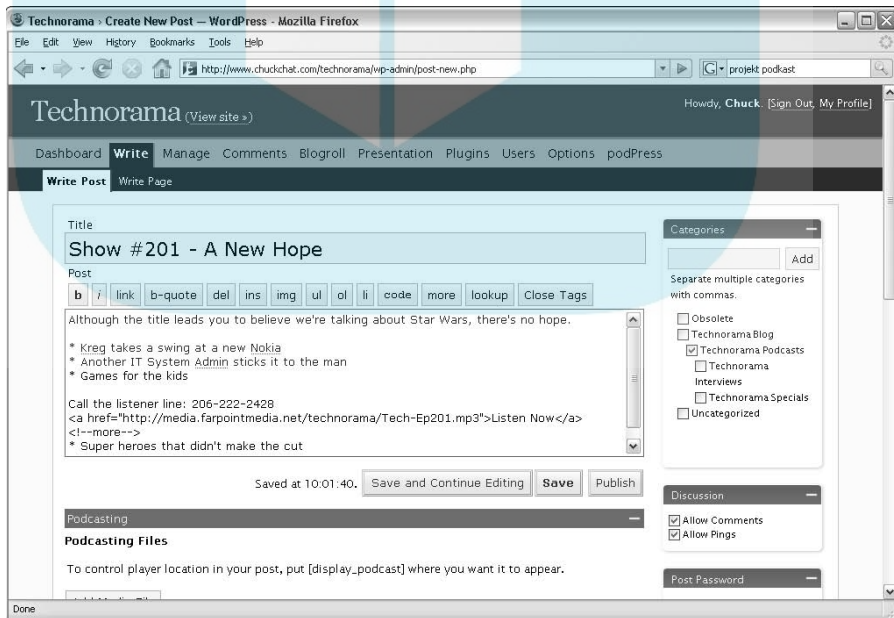 Technorama › Create New Post — WordPress - Mozilla Firefox
File Edit View History Bookmarks Tools Help
http://www.chuckchat.com/technorama/wp-admin/post-new.php
G projekt podkast
Technorama (View site »)
Howdy, Chuck. [Sign Out, My Profile]
Dashboard Write Manage Comments Blogroll Presentation Plugins Users Options podPress
Write Post Write Page
Title
Show #201 - A New Hope
Post
b i link b-quote del ins img ul ol li code more lookup Close Tags
Although the title leads you to believe we're talking about Star Wars, there's no hope.
* Kreg takes a swing at a new Nokia
* Another IT System Admin sticks it to the man
* Games for the kids
Call the listener line: 206-222-2428
<a href="http://media.farpointmedia.net/technorama/Tech-Ep201.mp3">Listen Now</a>
<!--more-->
* Super heroes that didn't make the cut
Saved at 10:01:40. Save and Continue Editing Save Publish
Podcasting
Podcasting Files
To control player location in your post, put [display_podcast] where you want it to appear.
Categories
Add
Separate multiple categories
with commas.
Obsolete
Technorama Blog
Technorama Podcasts
Technorama
Interviews
Technorama Specials
Uncategorized
Discussion
Allow Comments
Allow Pings
Post Password
Done